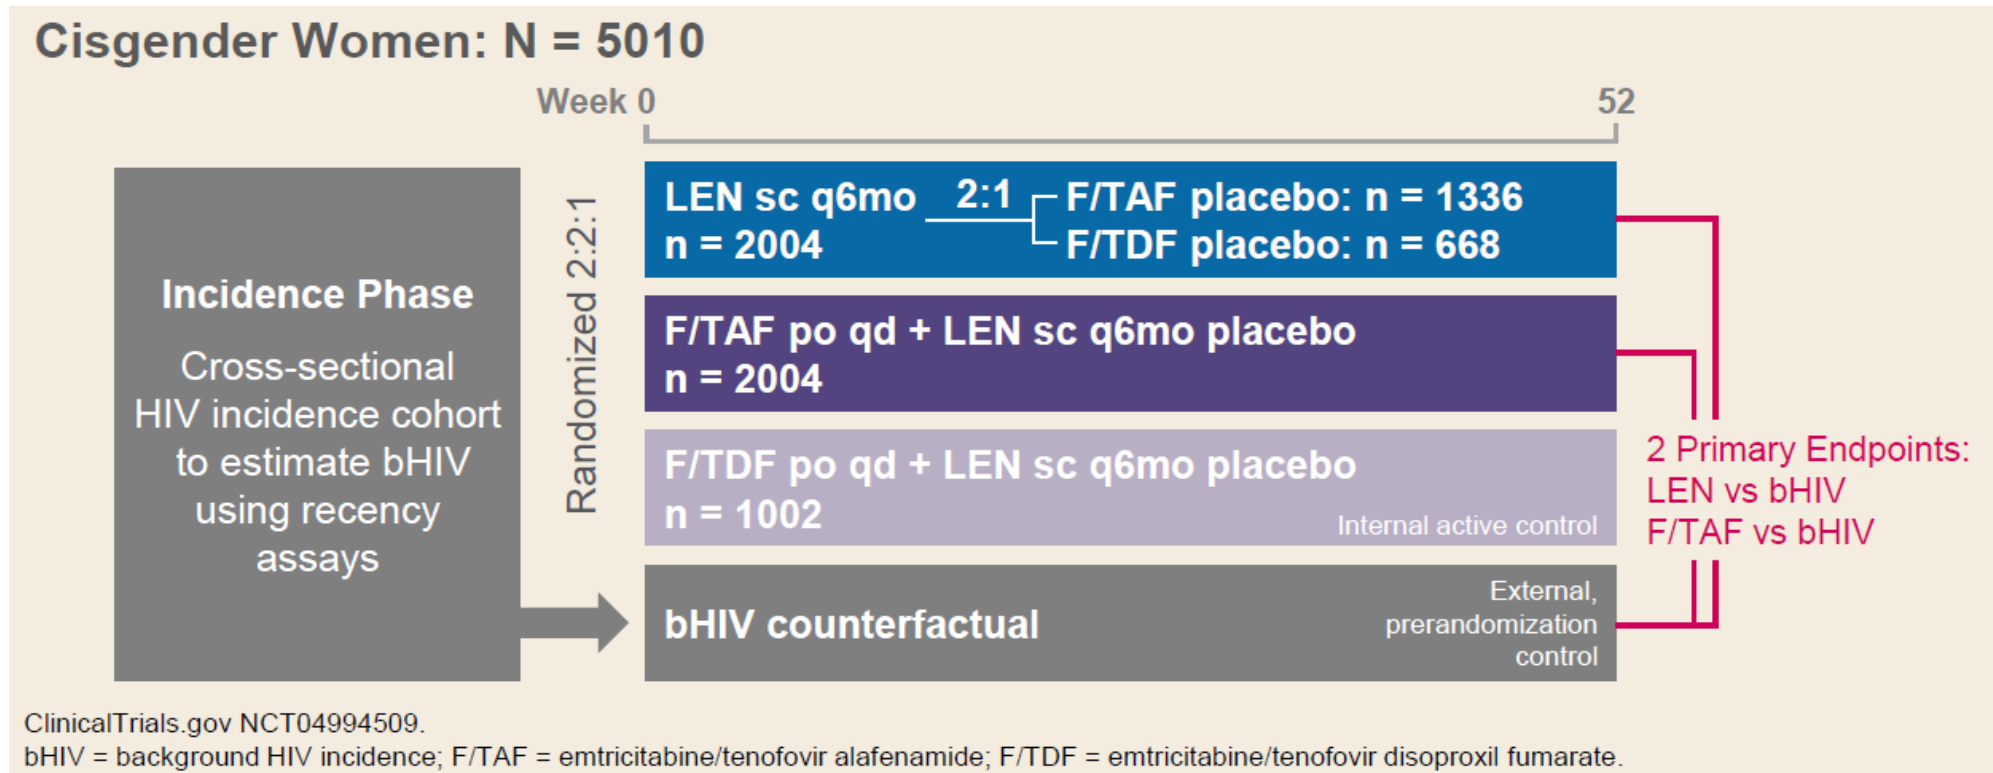 Cisgender Women: N = 5010
Week 0
52
Incidence Phase
Cross-sectional
HIV incidence cohort
to estimate bHIV
using recency
assays
Randomized 2:2:1
LEN sc q6mo
n = 2004
2:1
F/TAF placebo: n = 1336
F/TDF placebo: n = 668
F/TAF po qd + LEN sc q6mo placebo
n = 2004
F/TDF po qd + LEN sc q6mo placebo
n = 1002
Internal active control
bHIV counterfactual
External,
prerandomization
control
2 Primary Endpoints:
LEN vs bHIV
F/TAF vs bHIV
ClinicalTrials.gov NCT04994509.
bHIV = background HIV incidence; F/TAF = emtricitabine/tenofovir alafenamide; F/TDF = emtricitabine/tenofovir disoproxil fumarate.